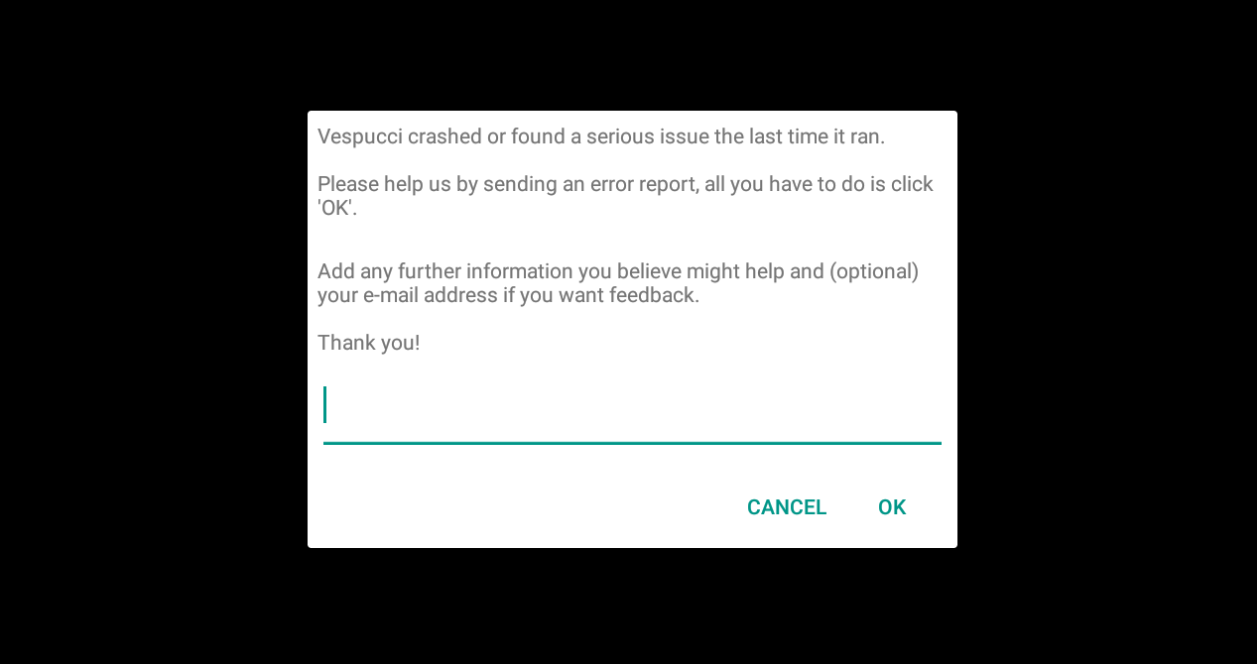 Vespucci crashed or found a serious issue the last time it ran.
Please help us by sending an error report, all you have to do is click
'OK'.
Add any further information you believe might help and (optional)
your e-mail address if you want feedback.
Thank you!
CANCEL OK